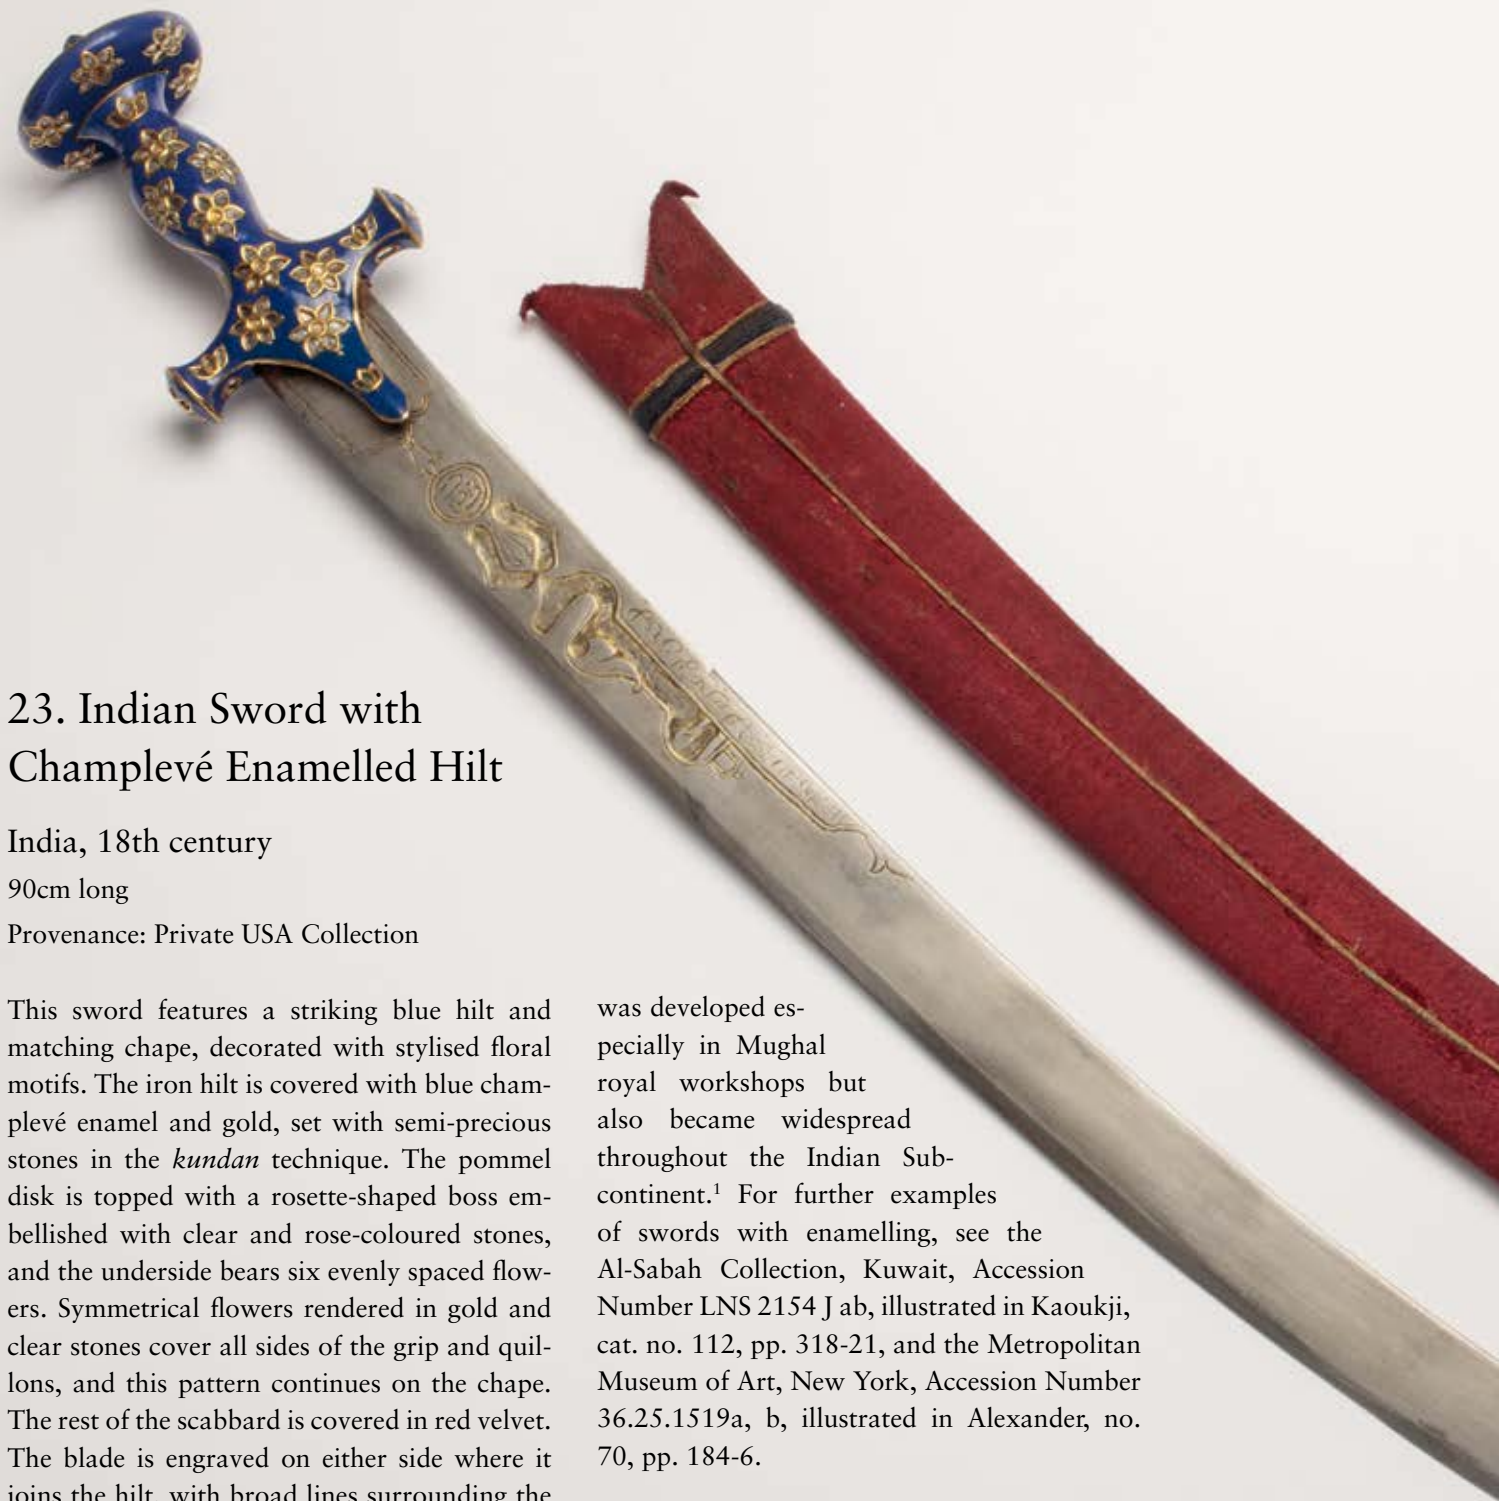 23. Indian Sword with
Champlevé Enamelled Hilt
India, 18th century
90cm long
Provenance: Private USA Collection
This sword features a striking blue hilt and
matching chape, decorated with stylised floral
motifs. The iron hilt is covered with blue cham-
plevé enamel and gold, set with semi-precious
stones in the kundan technique. The pommel
disk is topped with a rosette-shaped boss em-
bellished with clear and rose-coloured stones,
and the underside bears six evenly spaced flow-
ers. Symmetrical flowers rendered in gold and
clear stones cover all sides of the grip and quil-
lons, and this pattern continues on the chape.
The rest of the scabbard is covered in red velvet.
The blade is engraved on either side where it
joins the hilt, with broad lines surrounding the
was developed es-
pecially in Mughal
royal workshops but
also became widespread
throughout the Indian Sub-
continent.¹ For further examples
of swords with enamelling, see the
Al-Sabah Collection, Kuwait, Accession
Number LNS 2154 J ab, illustrated in Kaoukji,
cat. no. 112, pp. 318-21, and the Metropolitan
Museum of Art, New York, Accession Number
36.25.1519a, b, illustrated in Alexander, no.
70, pp. 184-6.